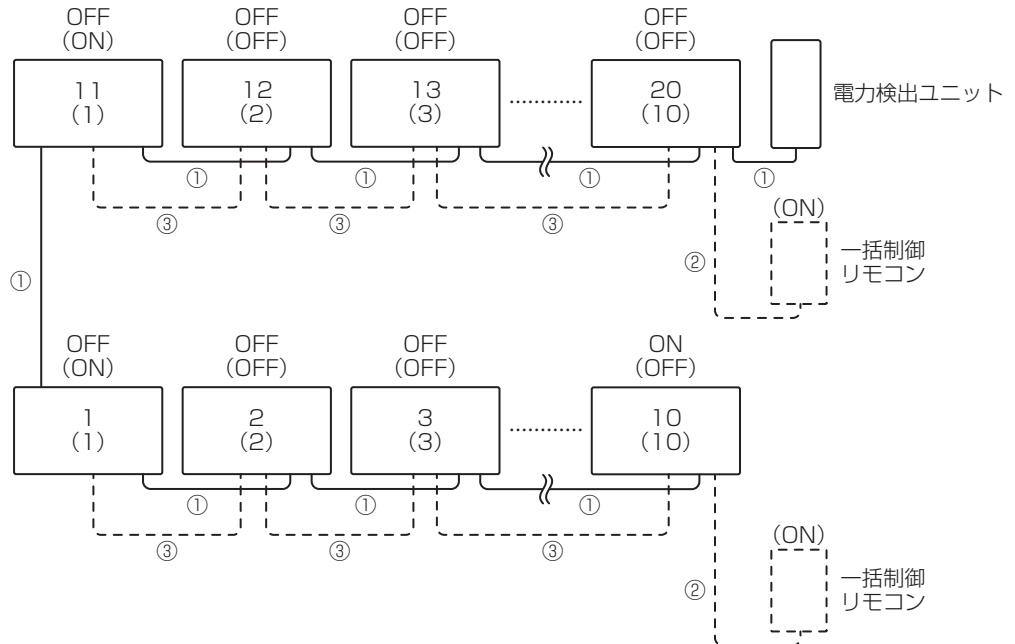 OFF OFF OFF OFF
(ON) (OFF) (OFF) (OFF)
11 12 13 ………… 20
(1) (2) (3) (10)
電力検出ユニット
① ① ① ①
③ ③ ③
(ON)
②
一括制御
リモコン
①
OFF OFF OFF ON
(ON) (OFF) (OFF) (OFF)
1 2 3 ………… 10
(1) (2) (3) (10)
① ① ①
③ ③ ③
(ON)
②
一括制御
リモコン